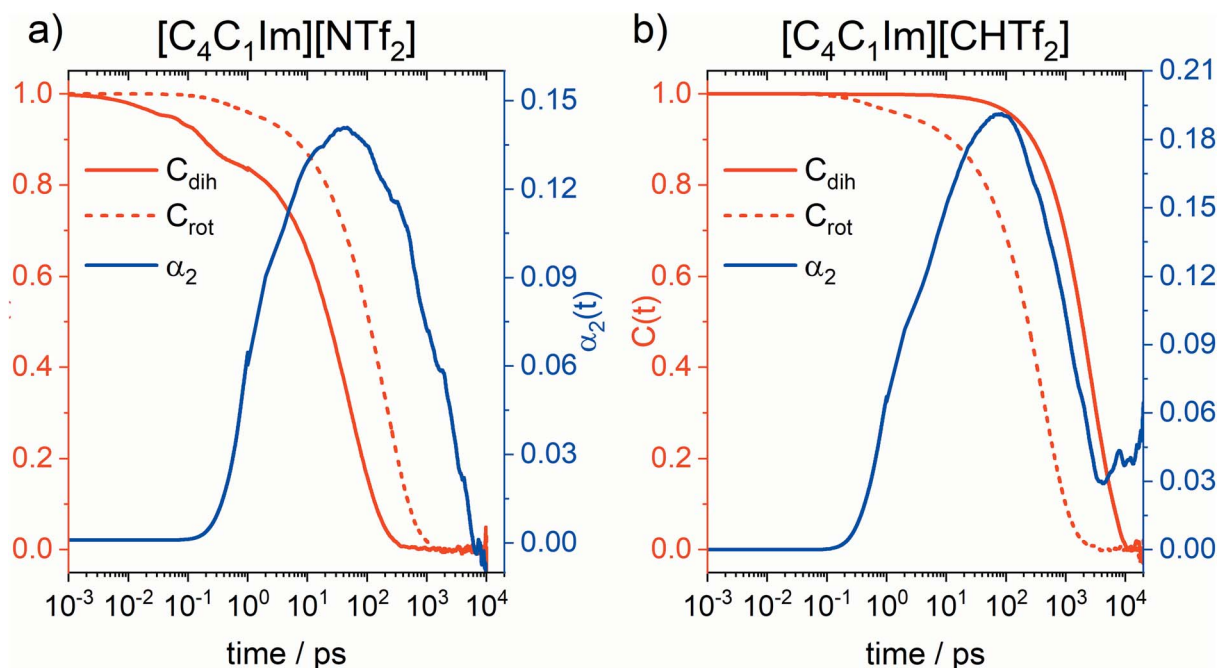 a)
[C₄C₁Im][NTf₂]
10⁻³ 10⁻² 10⁻¹ 10⁰ 10¹ 10² 10³ 10⁴
time / ps
1.0
0.8
0.6
0.4
0.2
0.0
C_dih
C_rot
α₂
0.15
0.12
0.09
0.06
0.03
0.00
α₂(t)
b)
[C₄C₁Im][CHTf₂]
C(t)
1.0
0.8
0.6
0.4
0.2
0.0
C_dih
C_rot
α₂
0.21
0.18
0.15
0.12
0.09
0.06
0.03
0.00
10⁻³ 10⁻² 10⁻¹ 10⁰ 10¹ 10² 10³ 10⁴
time / ps